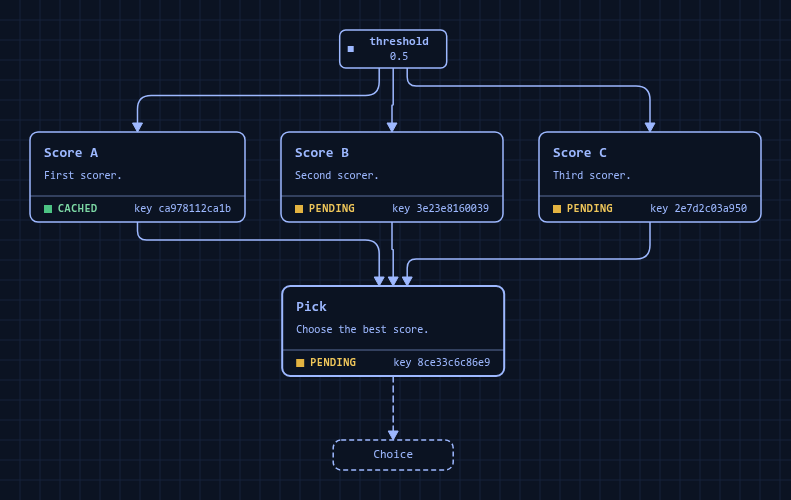 threshold
0.5
Score A
First scorer.
CACHED key ca978112ca1b
Score B
Second scorer.
PENDING key 3e23e8160039
Score C
Third scorer.
PENDING key 2e7d2c03a950
Pick
Choose the best score.
PENDING key 8ce33c6c86e9
Choice